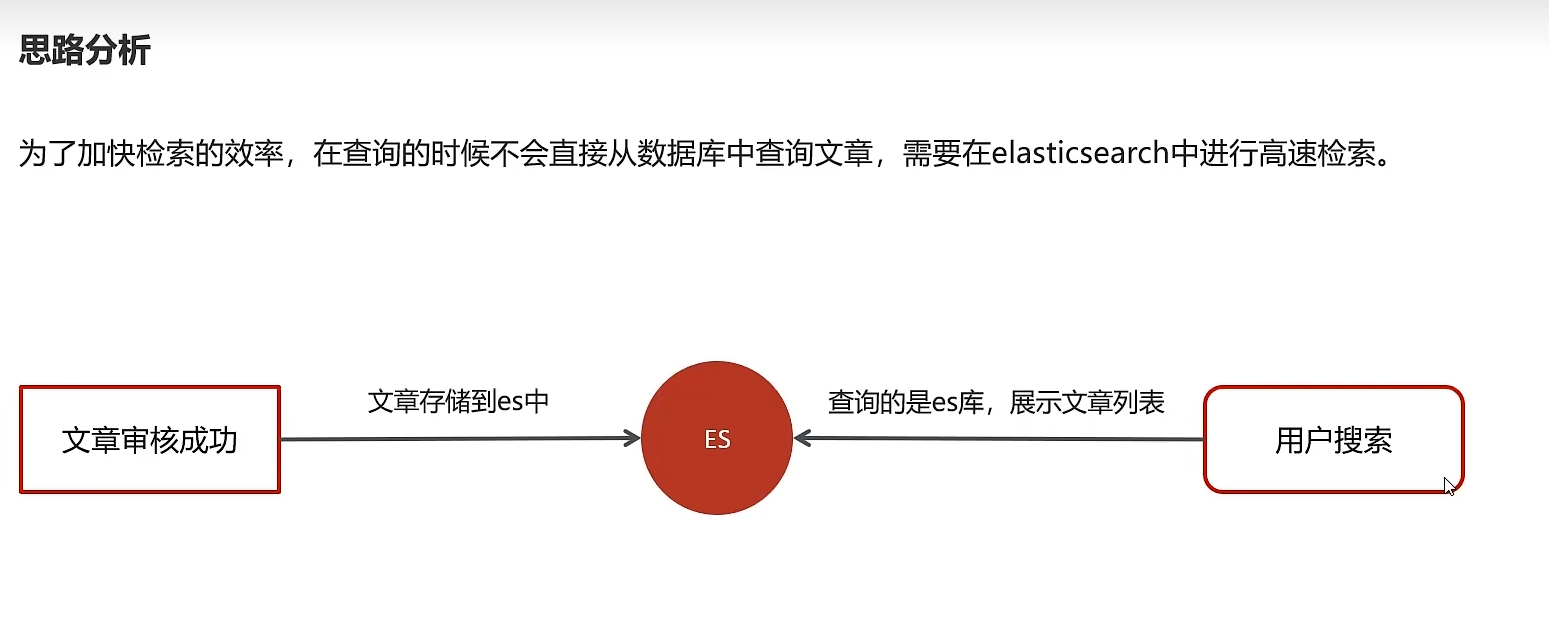 思路分析
为了加快检索的效率，在查询的时候不会直接从数据库中查询文章，需要在elasticsearch中进行高速检索。
文章审核成功
文章存储到es中
ES
查询的是es库，展示文章列表
用户搜索